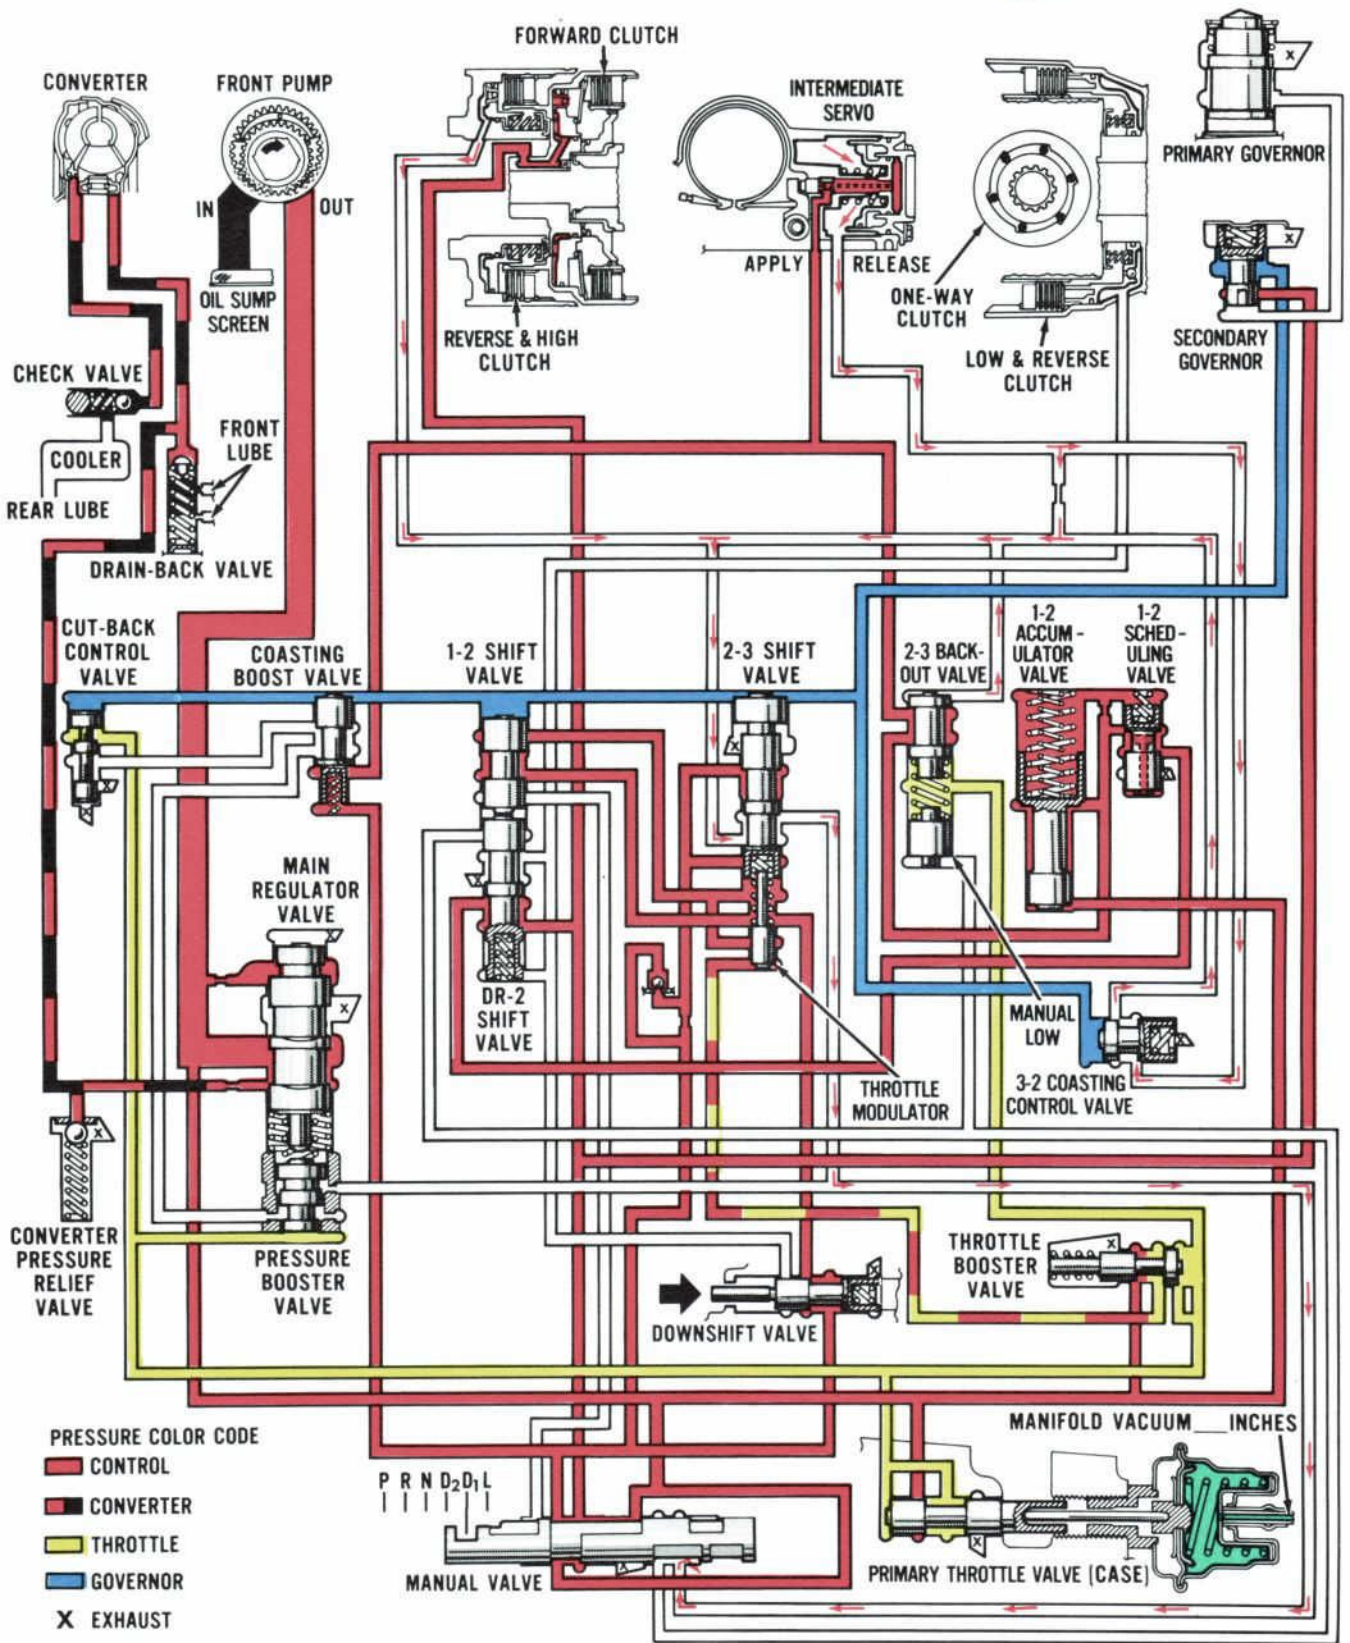 FORWARD CLUTCH
CONVERTER
FRONT PUMP
INTERMEDIATE
SERVO
X
PRIMARY GOVERNOR
IN
OUT
OIL SUMP
SCREEN
APPLY
RELEASE
ONE-WAY
CLUTCH
X
REVERSE & HIGH
CLUTCH
LOW & REVERSE
CLUTCH
SECONDARY
GOVERNOR
CHECK VALVE
FRONT
LUBE
COOLER
REAR LUBE
DRAIN-BACK VALVE
CUT-BACK
CONTROL
VALVE
COASTING
BOOST VALVE
1-2 SHIFT
VALVE
2-3 SHIFT
VALVE
2-3 BACK-
OUT VALVE
1-2
ACCUM-
ULATOR
VALVE
1-2
SCHED-
ULING
VALVE
X
X
X
X
X
MAIN
REGULATOR
VALVE
X
X
X
DR-2
SHIFT
VALVE
MANUAL
LOW
X
THROTTLE
MODULATOR
3-2 COASTING
CONTROL VALVE
X
CONVERTER
PRESSURE
RELIEF
VALVE
PRESSURE
BOOSTER
VALVE
THROTTLE
BOOSTER
VALVE
X
X
DOWNSHIFT VALVE
MANIFOLD VACUUM___INCHES
PRESSURE COLOR CODE
CONTROL
CONVERTER
THROTTLE
GOVERNOR
X EXHAUST
P R N D2 D1 L
X
X
MANUAL VALVE
PRIMARY THROTTLE VALVE (CASE)